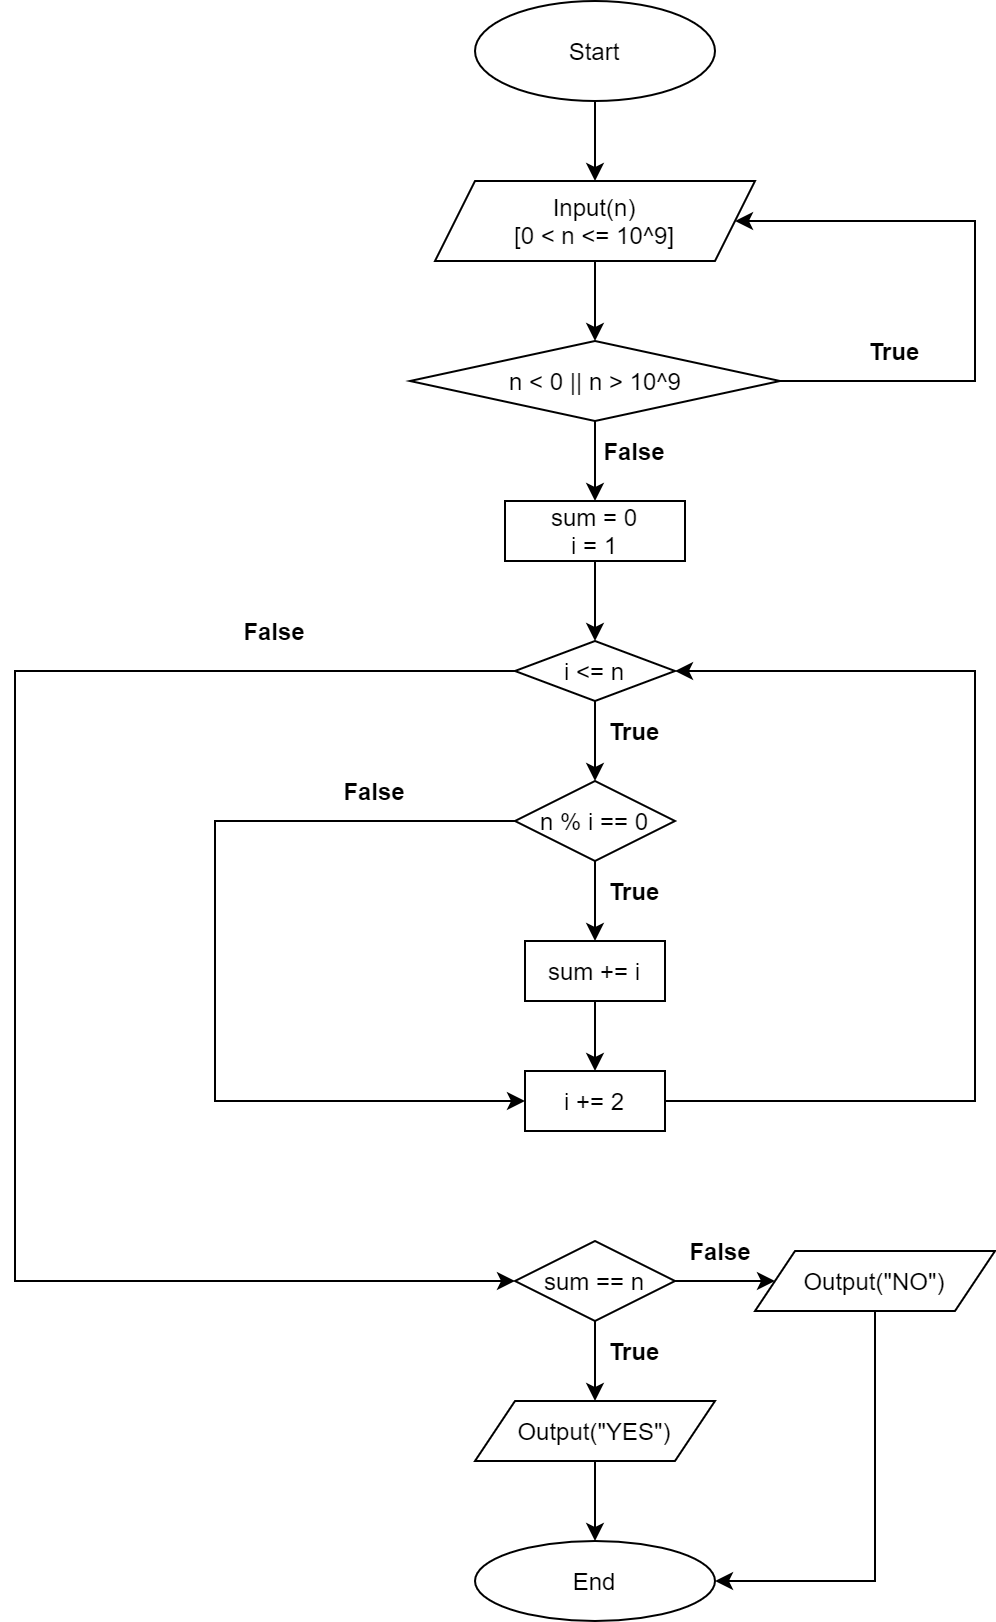 Start
Input(n)
[0 < n <= 10^9]
True
n < 0 || n > 10^9
False
sum = 0
i = 1
False
i <= n
True
False
n % i == 0
True
sum += i
i += 2
False
sum == n
Output("NO")
True
Output("YES")
End